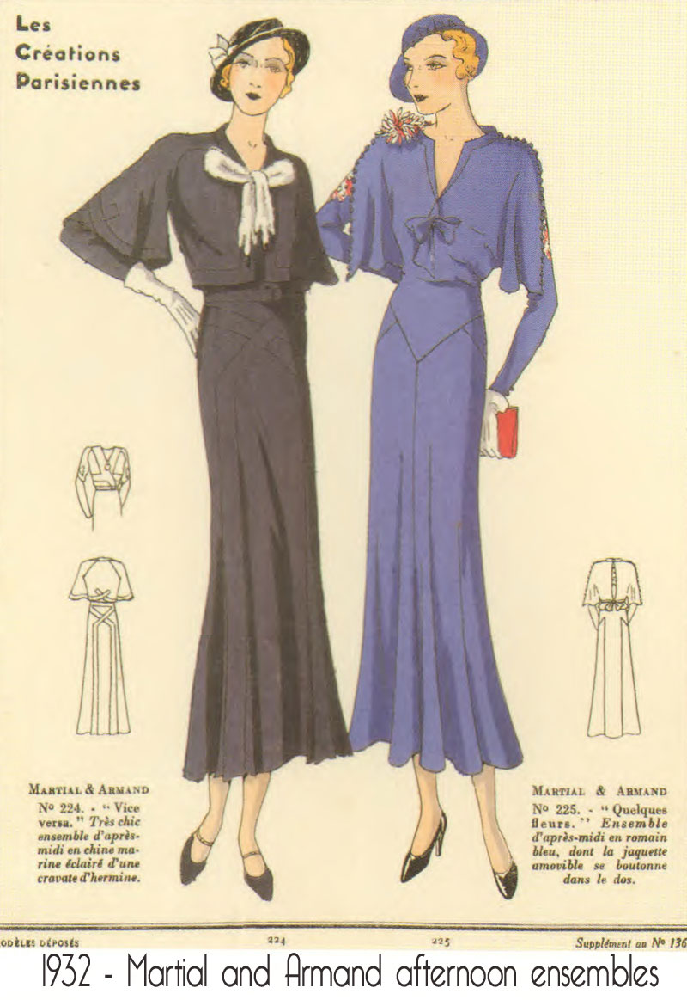 Les
Créations
Parisiennes
MARTIAL & ARMAND
Nº 224. - "Vice
versa." Très chic
ensemble d'après-
midi en chine ma-
rine éclairé d'une
cravate d'hermine.
MARTIAL & ARMAND
Nº 225. - "Quelques
fleurs." Ensemble
d'après-midi en romain
bleu, dont la jaquette
amovible se boutonne
dans le dos.
ODÈLES DÉPOSÉS 224 225 Supplément au Nº 136
1932 - Martial and Armand afternoon ensembles